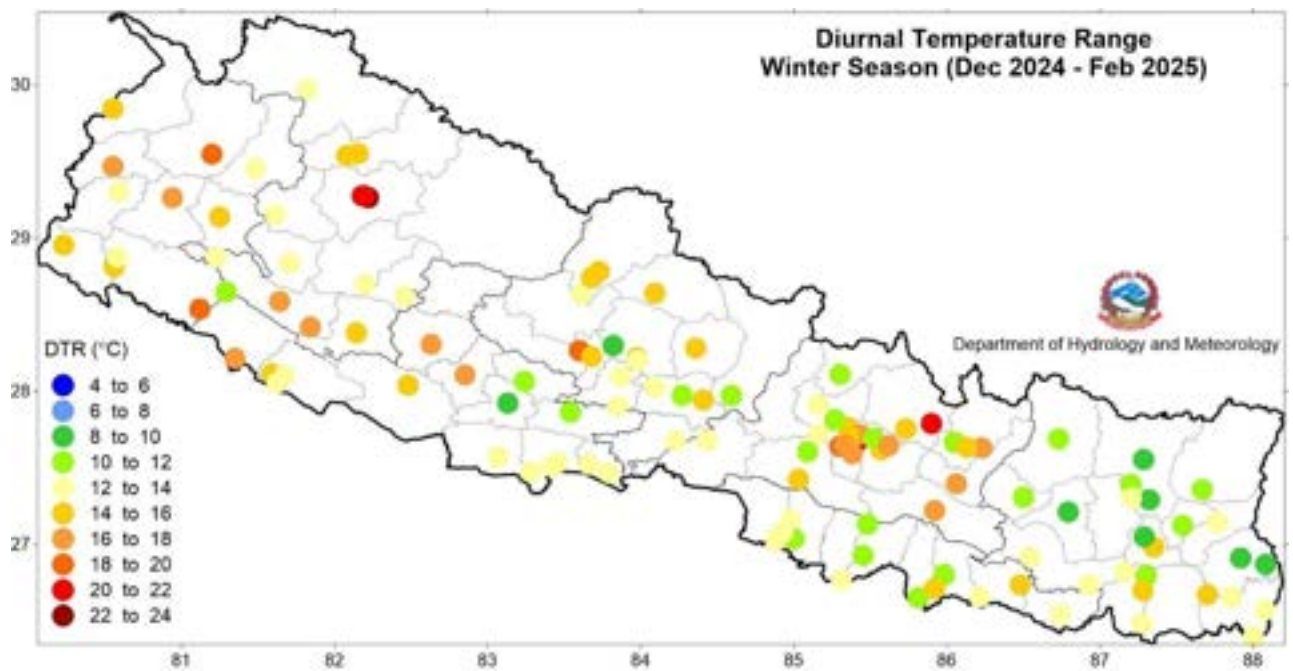 Diurnal Temperature Range
Winter Season (Dec 2024 - Feb 2025)
30
29
28
27
Department of Hydrology and Meteorology
DTR (°C)
4 to 6
6 to 8
8 to 10
10 to 12
12 to 14
14 to 16
16 to 18
18 to 20
20 to 22
22 to 24
81
82
83
84
85
86
87
88